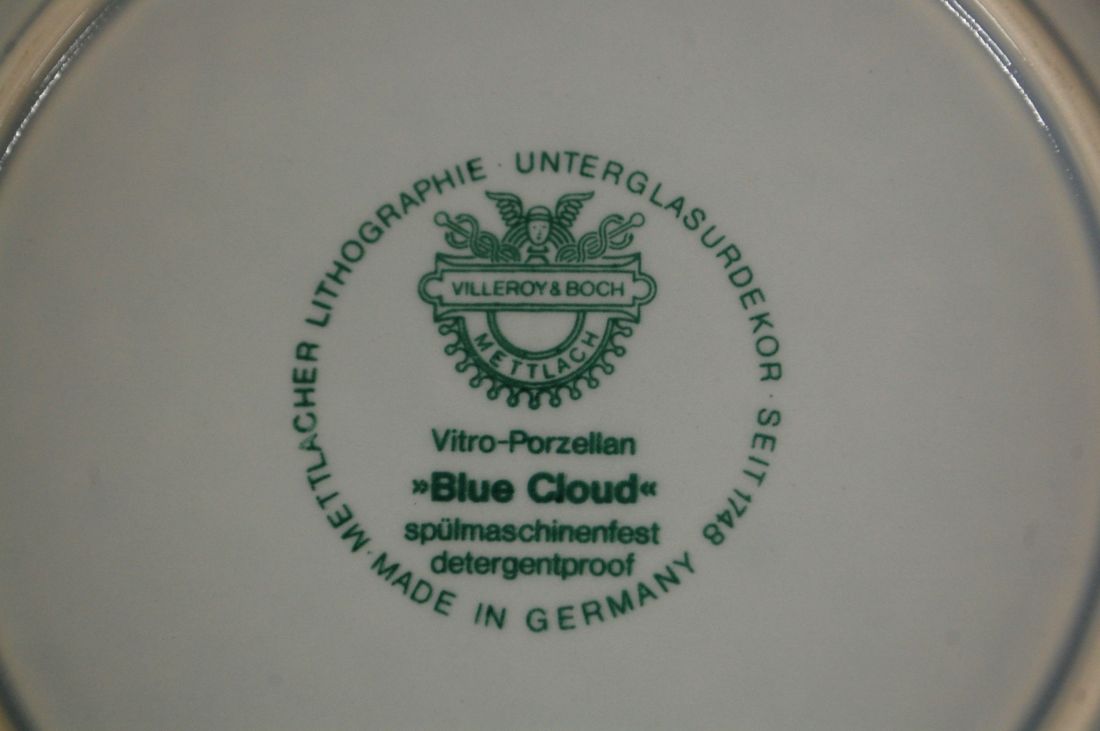 METTLACHER LITHOGRAPHIE · UNTERGLASURDEKOR · SEIT 1748
VILLEROY & BOCH
METTLACH
Vitro-Porzellan
»Blue Cloud«
spülmaschinenfest
detergentproof
· MADE IN GERMANY